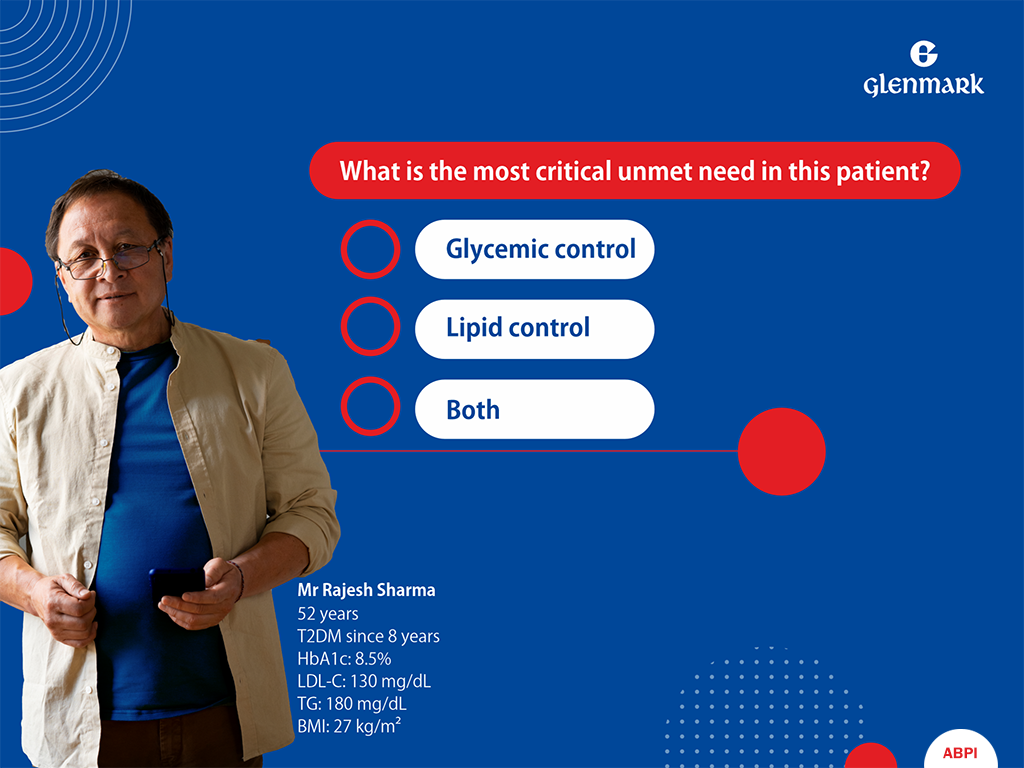 GLENMARK
What is the most critical unmet need in this patient?
Glycemic control
Lipid control
Both
Mr Rajesh Sharma
52 years
T2DM since 8 years
HbA1c: 8.5%
LDL-C: 130 mg/dL
TG: 180 mg/dL
BMI: 27 kg/m²
ABPI